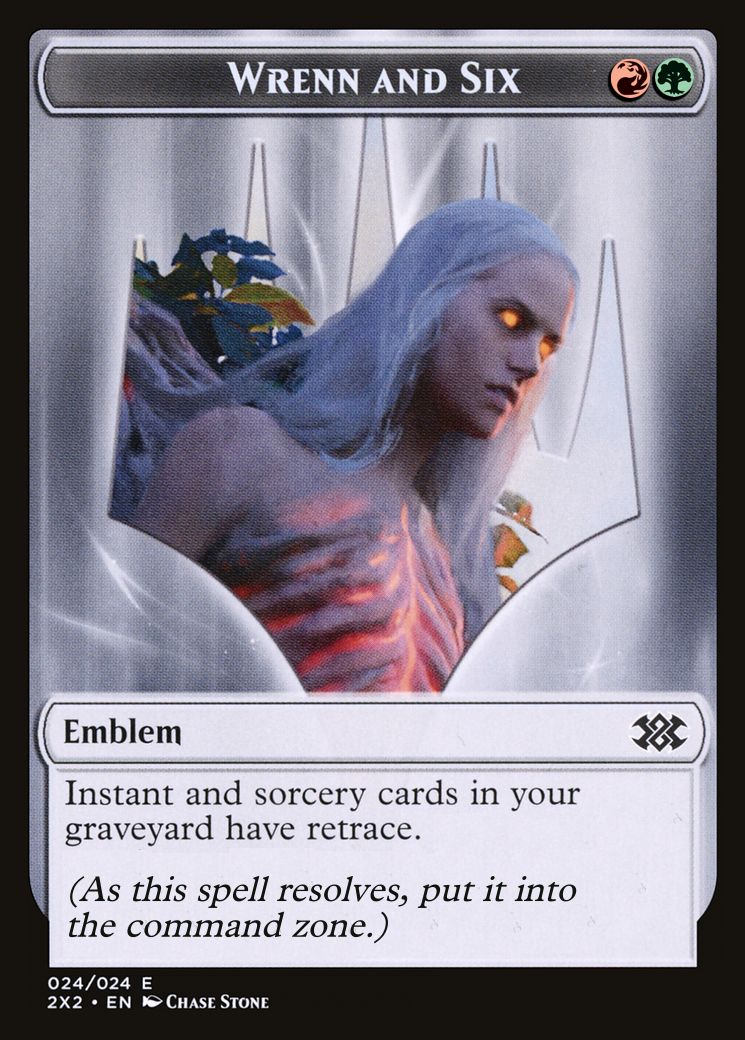 Wrenn and Six
Emblem
Instant and sorcery cards in your
graveyard have retrace.
(As this spell resolves, put it into
the command zone.)
024/024 E
2X2 • EN Chase Stone